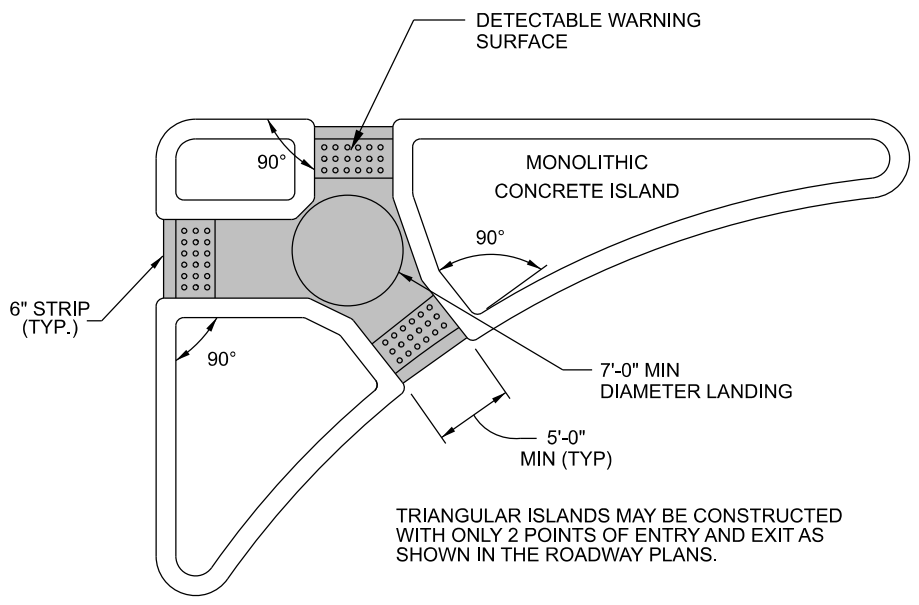 DETECTABLE WARNING
SURFACE
90°
MONOLITHIC
CONCRETE ISLAND
90°
6" STRIP
(TYP.)
90°
7'-0" MIN
DIAMETER LANDING
5'-0"
MIN (TYP)
TRIANGULAR ISLANDS MAY BE CONSTRUCTED
WITH ONLY 2 POINTS OF ENTRY AND EXIT AS
SHOWN IN THE ROADWAY PLANS.